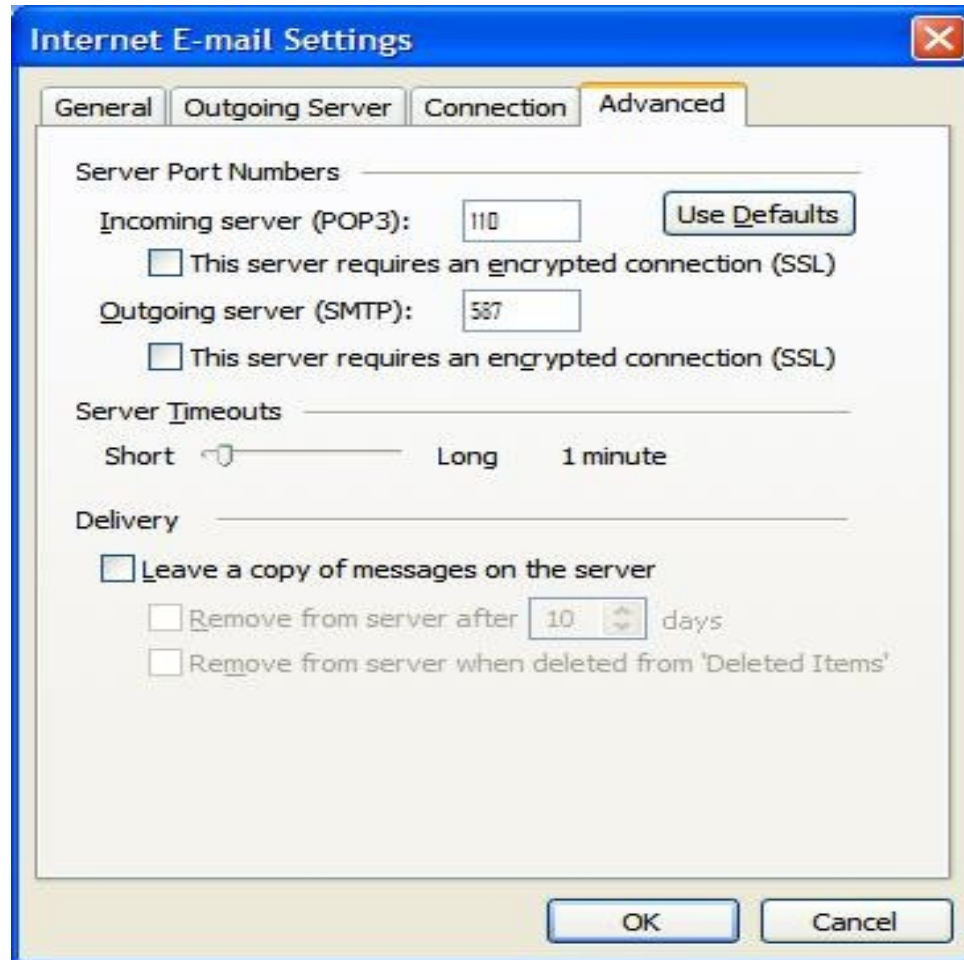 Internet E-mail Settings
General Outgoing Server Connection Advanced
Server Port Numbers
Incoming server (POP3): 110 Use Defaults
This server requires an encrypted connection (SSL)
Outgoing server (SMTP): 587
This server requires an encrypted connection (SSL)
Server Timeouts
Short Long 1 minute
Delivery
Leave a copy of messages on the server
Remove from server after 10 days
Remove from server when deleted from 'Deleted Items'
OK Cancel